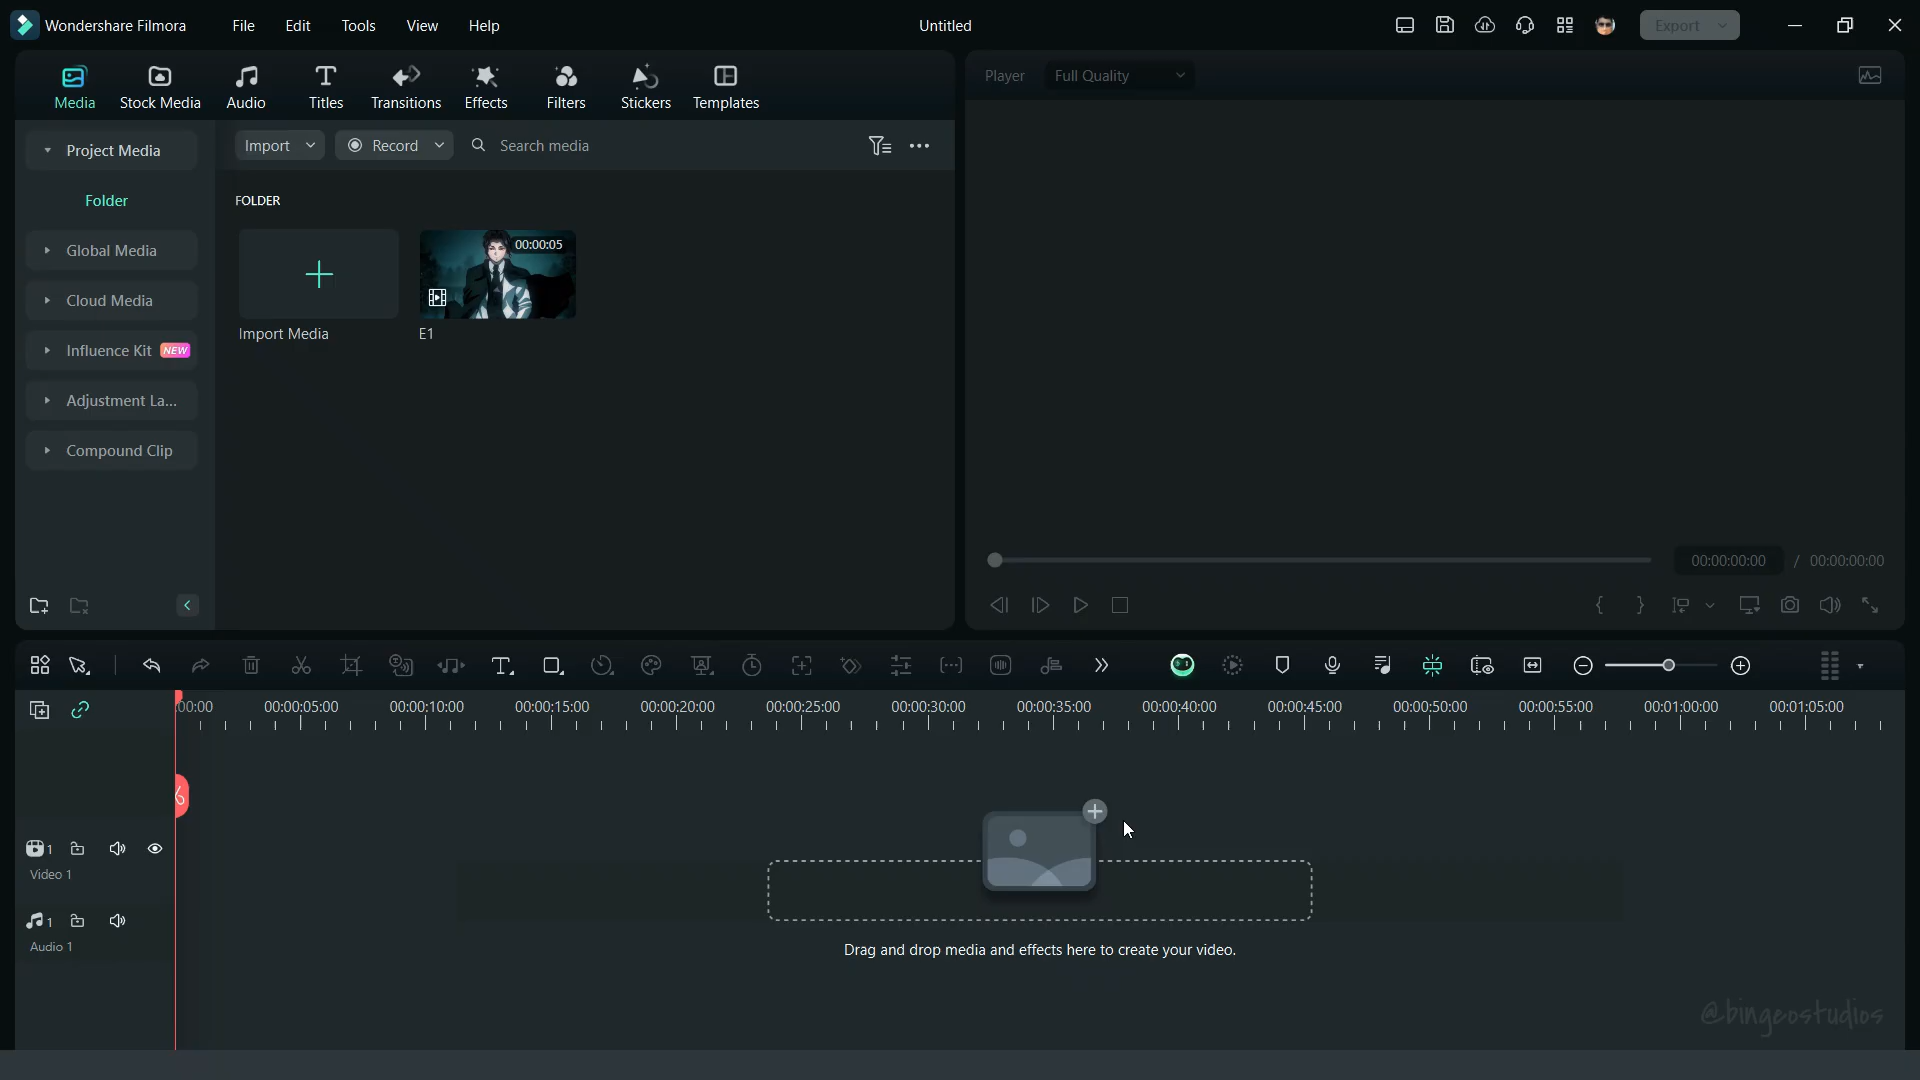 Wondershare Filmora File Edit Tools View Help Untitled Export
Media Stock Media Audio Titles Transitions Effects Filters Stickers Templates
Player Full Quality
Project Media
Folder
Global Media
Cloud Media
Influence Kit NEW
Adjustment La...
Compound Clip
Import Record Search media
FOLDER
00:00:05
Import Media E1
00:00:00:00 / 00:00:00:00
:00:00 00:00:05:00 00:00:10:00 00:00:15:00 00:00:20:00 00:00:25:00 00:00:30:00 00:00:35:00 00:00:40:00 00:00:45:00 00:00:50:00 00:00:55:00 00:01:00:00 00:01:05:00
1
Video 1
1
Audio 1
Drag and drop media and effects here to create your video.
@bingeostudios